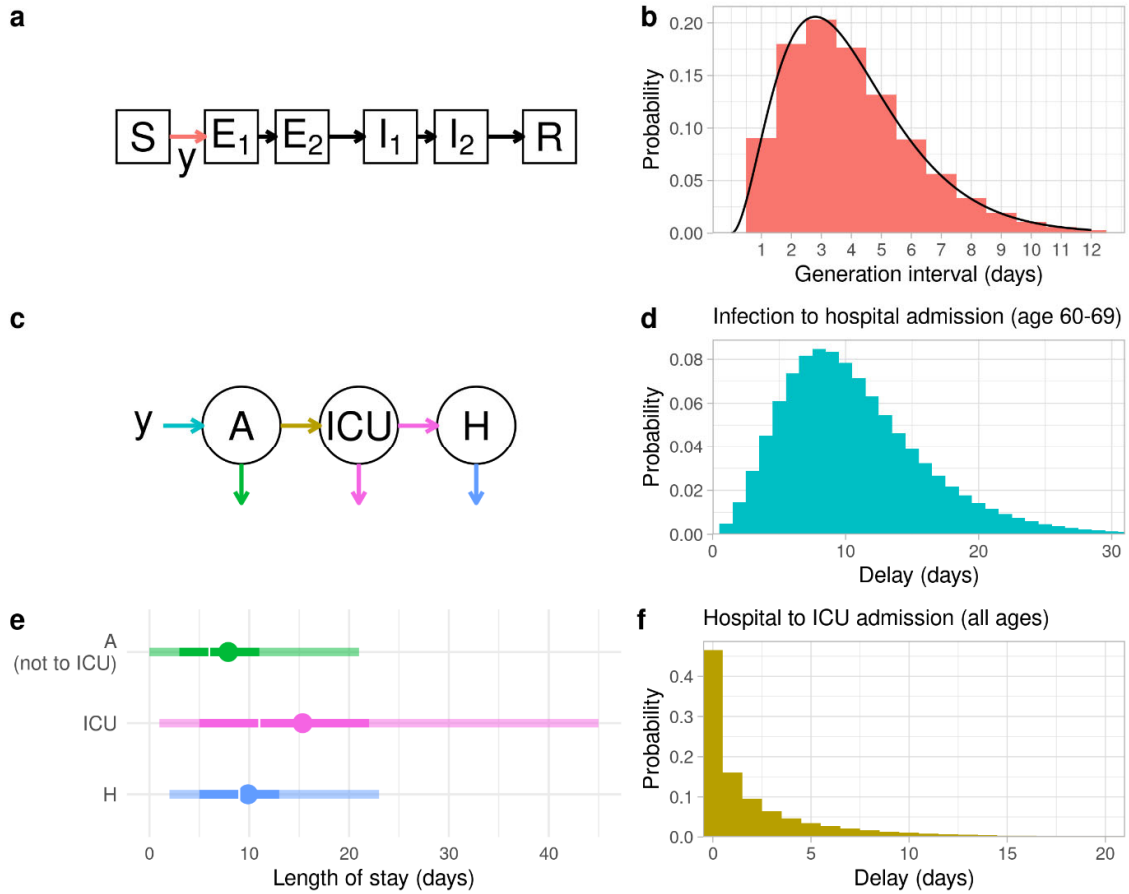 a
S
y
E1
E2
I1
I2
R
b
Probability
0.20
0.15
0.10
0.05
0.00
1 2 3 4 5 6 7 8 9 10 11 12
Generation interval (days)
c
y
A
ICU
H
d
Infection to hospital admission (age 60-69)
Probability
0.08
0.06
0.04
0.02
0.00
0 10 20 30
Delay (days)
e
A
(not to ICU)
ICU
H
0 10 20 30 40
Length of stay (days)
f
Hospital to ICU admission (all ages)
Probability
0.4
0.3
0.2
0.1
0.0
0 5 10 15 20
Delay (days)